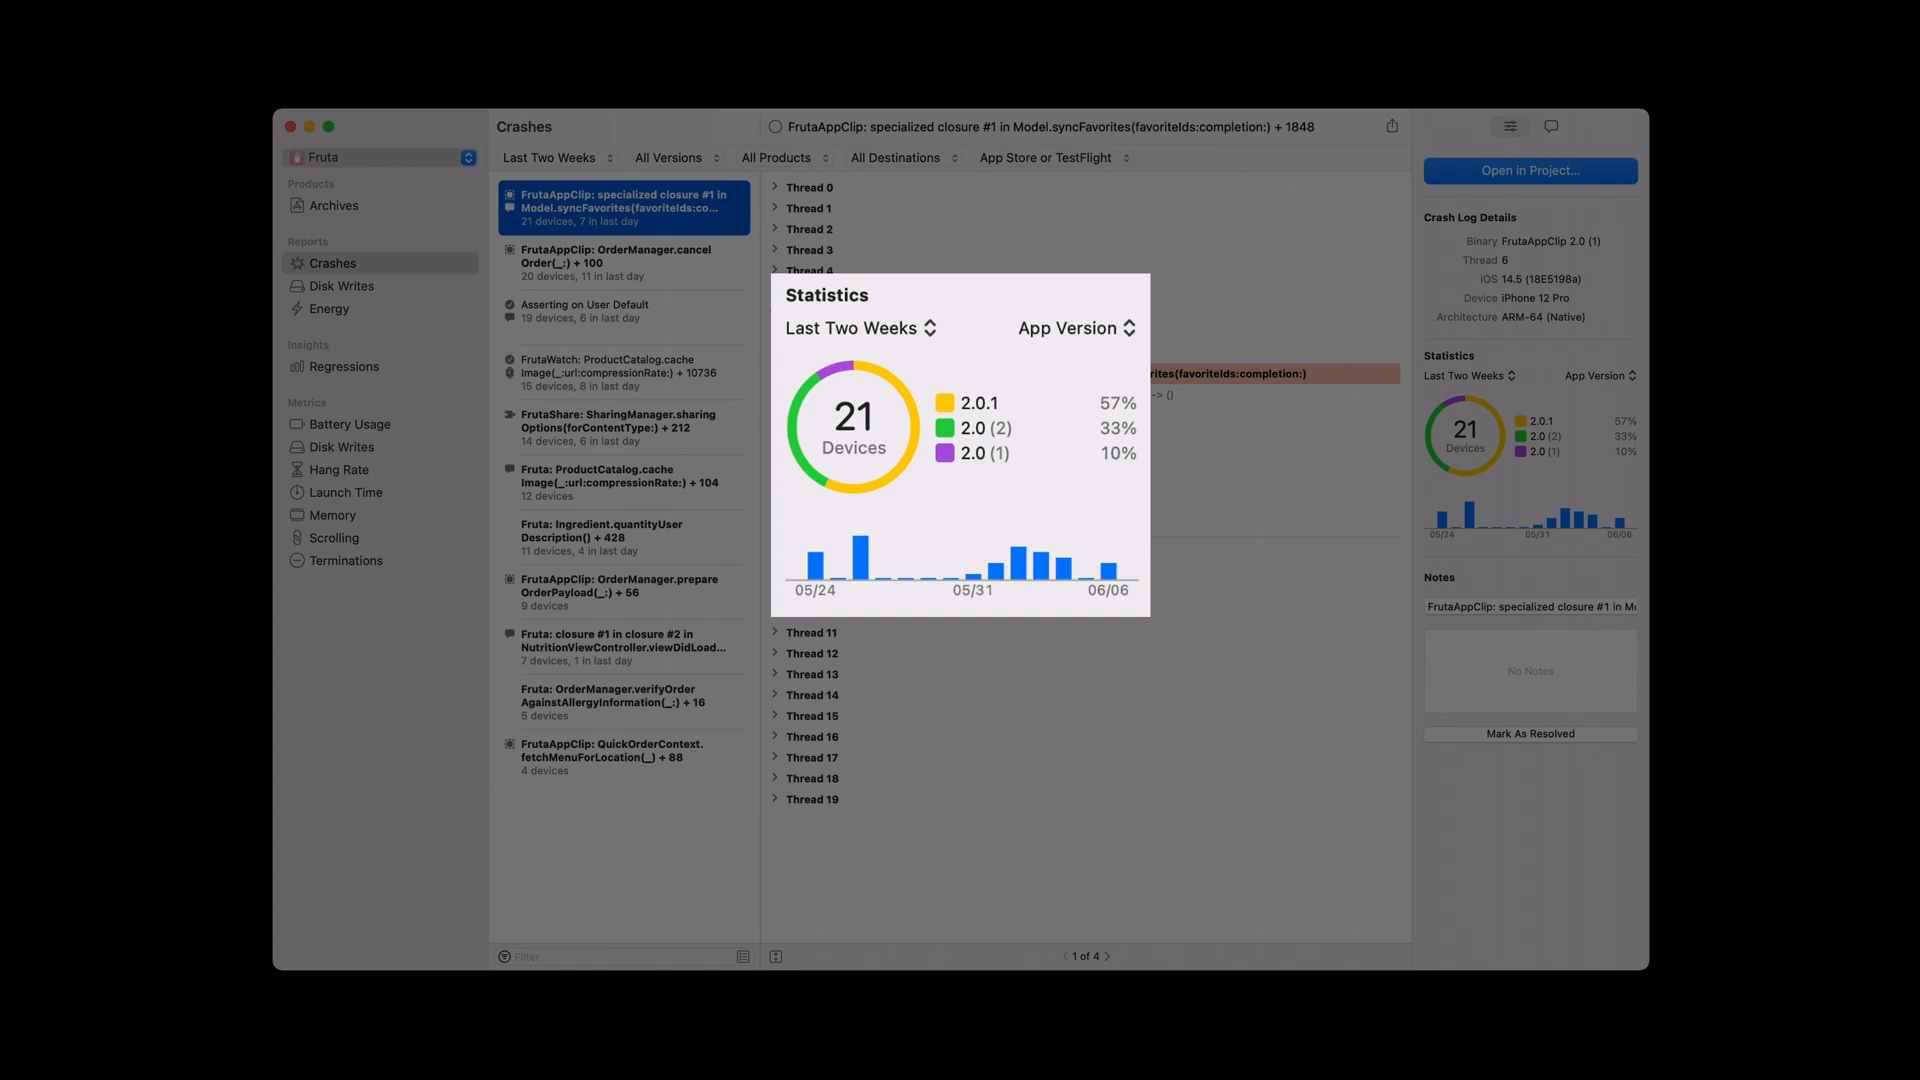 Fruta
Products
Archives
Reports
Crashes
Disk Writes
Energy
Insights
Regressions
Metrics
Battery Usage
Disk Writes
Hang Rate
Launch Time
Memory
Scrolling
Terminations
Crashes
Last Two Weeks
All Versions
All Products
All Destinations
App Store or TestFlight
FrutaAppClip: specialized closure #1 in
Model.syncFavorites(favoriteIds:co...
21 devices, 7 in last day
FrutaAppClip: OrderManager.cancel
Order(_:) + 100
20 devices, 11 in last day
Asserting on User Default
19 devices, 6 in last day
FrutaWatch: ProductCatalog.cache
Image(_:url:compressionRate:) + 10736
15 devices, 8 in last day
FrutaShare: SharingManager.sharing
Options(forContentType:) + 212
14 devices, 6 in last day
Fruta: ProductCatalog.cache
Image(_:url:compressionRate:) + 104
12 devices
Fruta: Ingredient.quantityUser
Description() + 428
11 devices, 4 in last day
FrutaAppClip: OrderManager.prepare
OrderPayload(_:) + 56
9 devices
Fruta: closure #1 in closure #2 in
NutritionViewController.viewDidLoad...
7 devices, 1 in last day
Fruta: OrderManager.verifyOrder
AgainstAllergyInformation(_:) + 16
5 devices
FrutaAppClip: QuickOrderContext.
fetchMenuForLocation(_) + 88
4 devices
Filter
FrutaAppClip: specialized closure #1 in Model.syncFavorites(favoriteIds:completion:) + 1848
Thread 0
Thread 1
Thread 2
Thread 3
Thread 4
Statistics
Last Two Weeks
App Version
21
Devices
2.0.1 57%
2.0 (2) 33%
2.0 (1) 10%
05/24 05/31 06/06
rites(favoriteIds:completion:)
-> ()
Thread 11
Thread 12
Thread 13
Thread 14
Thread 15
Thread 16
Thread 17
Thread 18
Thread 19
1 of 4
Open in Project...
Crash Log Details
Binary FrutaAppClip 2.0 (1)
Thread 6
iOS 14.5 (18E5198a)
Device iPhone 12 Pro
Architecture ARM-64 (Native)
Statistics
Last Two Weeks
App Version
21
Devices
2.0.1 57%
2.0 (2) 33%
2.0 (1) 10%
05/24 05/31 06/06
Notes
FrutaAppClip: specialized closure #1 in M
No Notes
Mark As Resolved